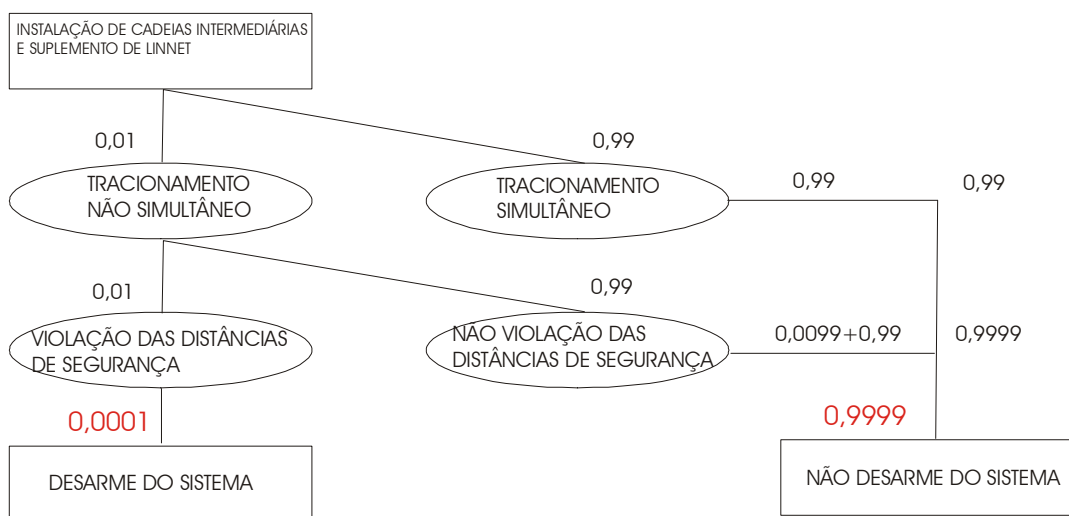 INSTALAÇÃO DE CADEIAS INTERMEDIÁRIAS
E SUPLEMENTO DE LINNET
0,01
0,99
TRACIONAMENTO
NÃO SIMULTÂNEO
TRACIONAMENTO
SIMULTÂNEO
0,99
0,99
0,01
0,99
VIOLAÇÃO DAS DISTÂNCIAS
DE SEGURANÇA
NÃO VIOLAÇÃO DAS
DISTÂNCIAS DE SEGURANÇA
0,0099+0,99
0,9999
0,0001
0,9999
DESARME DO SISTEMA
NÃO DESARME DO SISTEMA